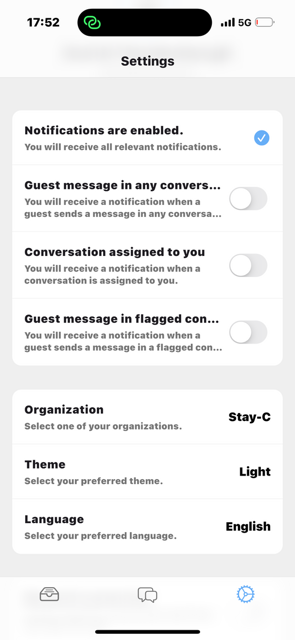 17:52
5G
Settings
Notifications are enabled.
You will receive all relevant notifications.
Guest message in any convers...
You will receive a notification when a
guest sends a message in any conversa...
Conversation assigned to you
You will receive a notification when a
conversation is assigned to you.
Guest message in flagged con...
You will receive a notification when a
guest sends a message in a flagged con...
Organization
Stay-C
Select one of your organizations.
Theme
Light
Select your preferred theme.
Language
English
Select your preferred language.